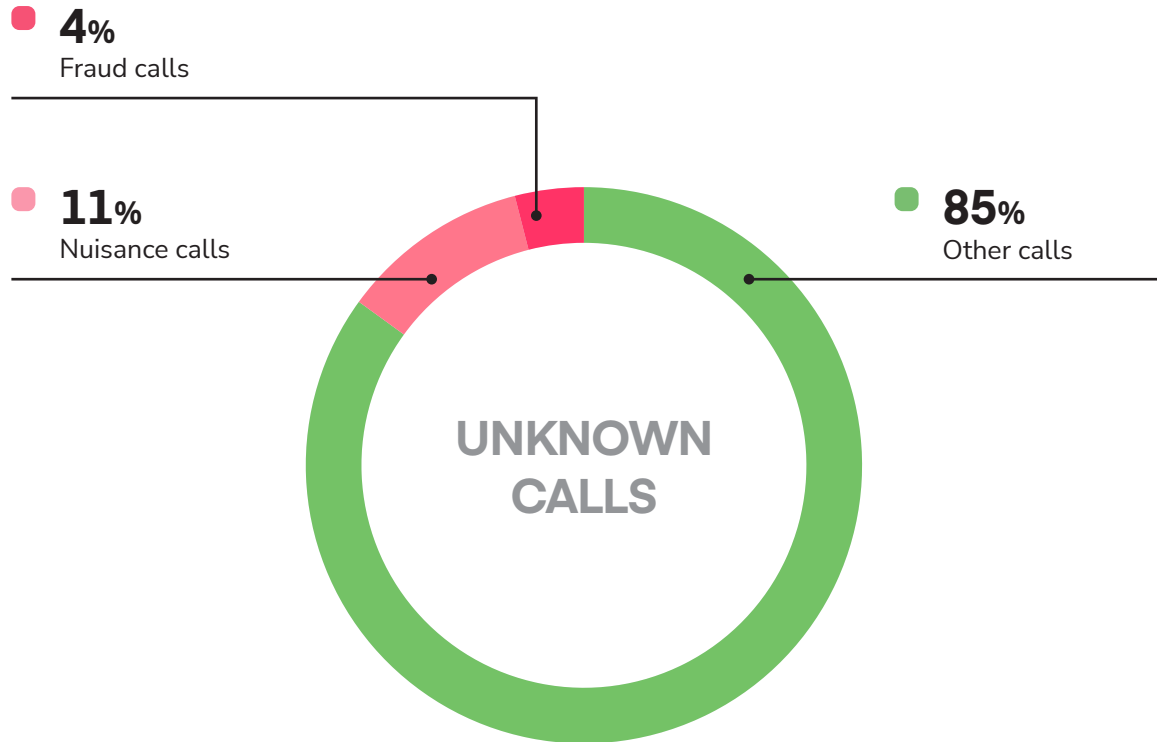 4%
Fraud calls
11%
Nuisance calls
85%
Other calls
UNKNOWN
CALLS